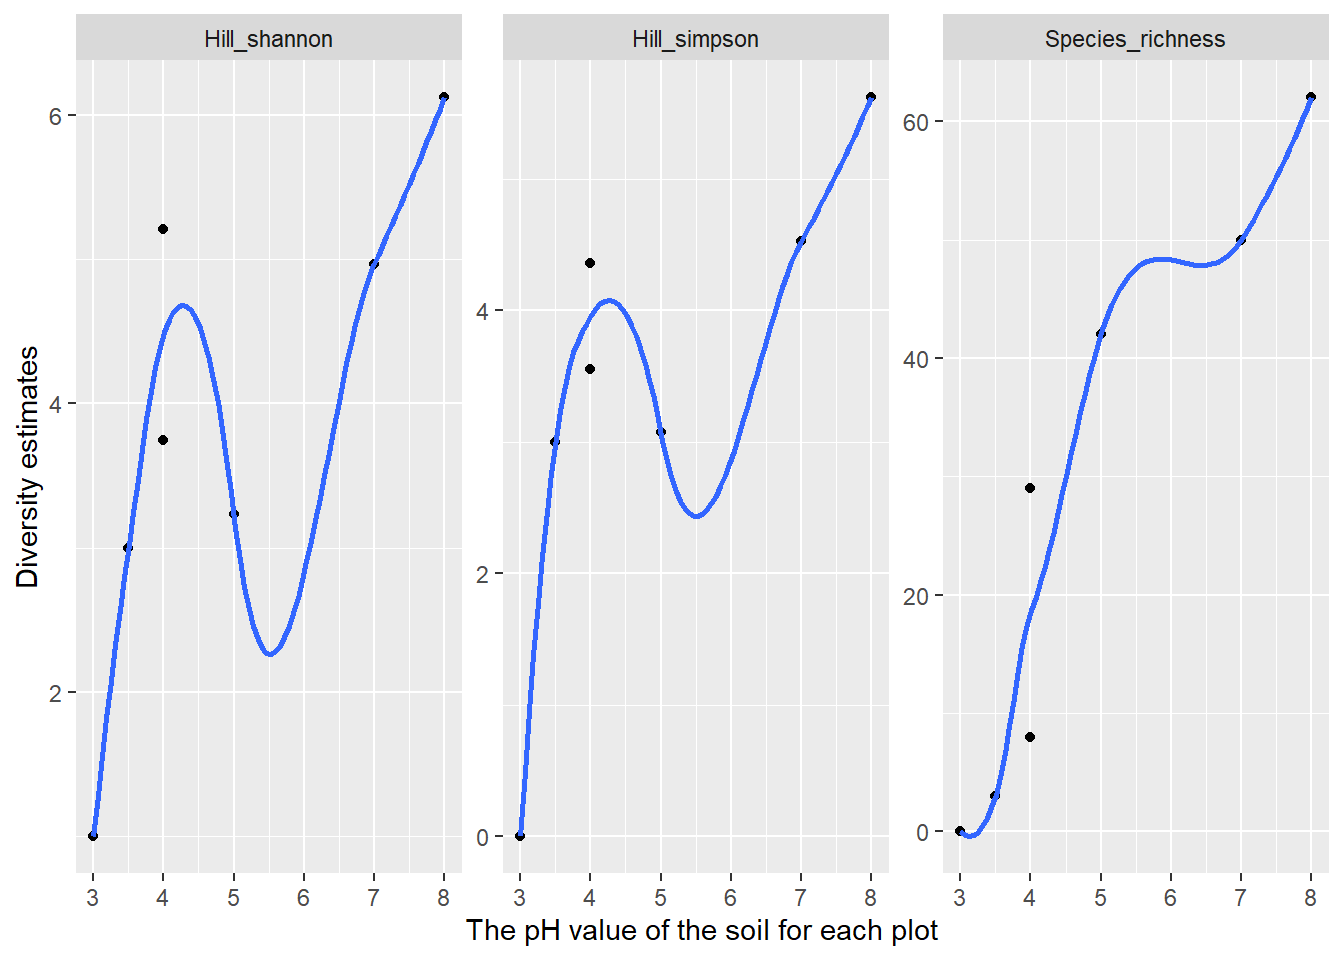 Hill_shannon
Hill_simpson
Species_richness
Diversity estimates
6
4
2
4
2
0
60
40
20
0
3 4 5 6 7 8
3 4 5 6 7 8
3 4 5 6 7 8
The pH value of the soil for each plot